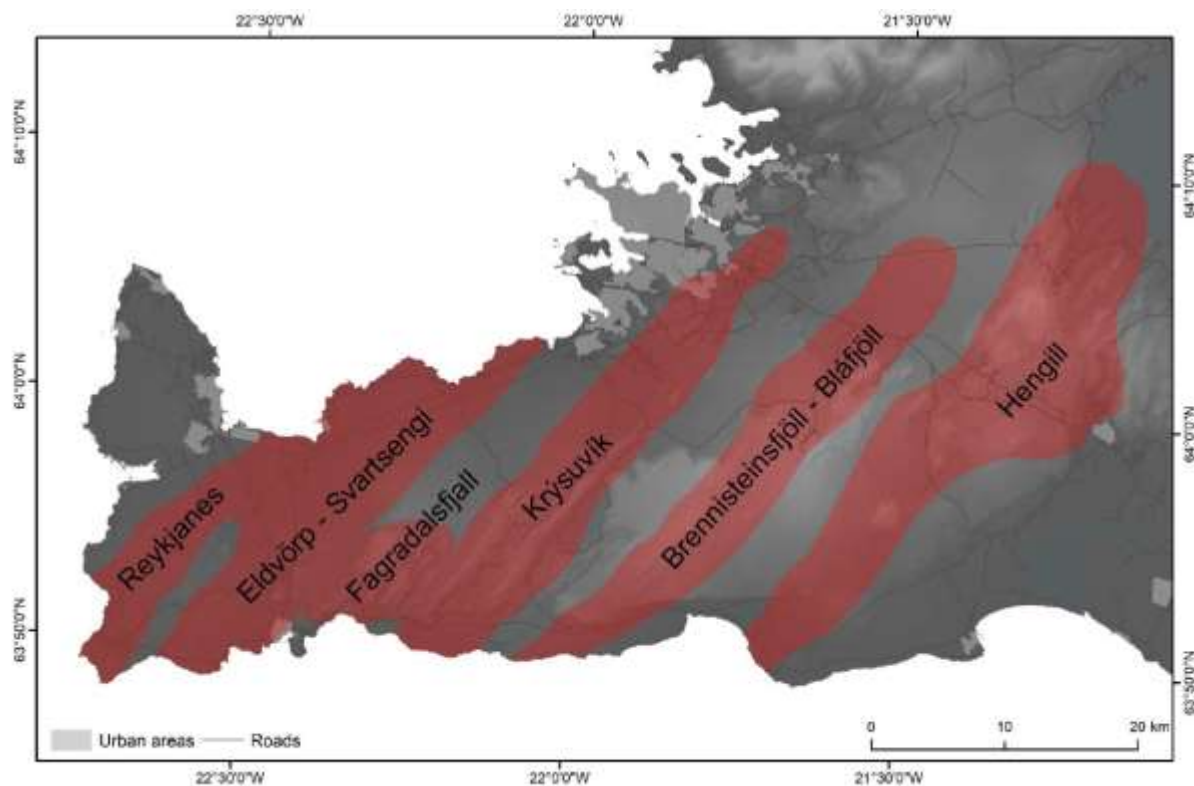 22°30'0"W 22°0'0"W 21°30'0"W
64°10'0"N
64°10'0"N
64°0'0"N
64°0'0"N
63°50'0"N
63°50'0"N
Reykjanes
Eldvörp - Svartsengi
Fagradalsfjall
Krýsuvík
Brennisteinsfjöll - Bláfjöll
Hengill
Urban areas Roads
0 10 20 km
22°30'0"W 22°0'0"W 21°30'0"W